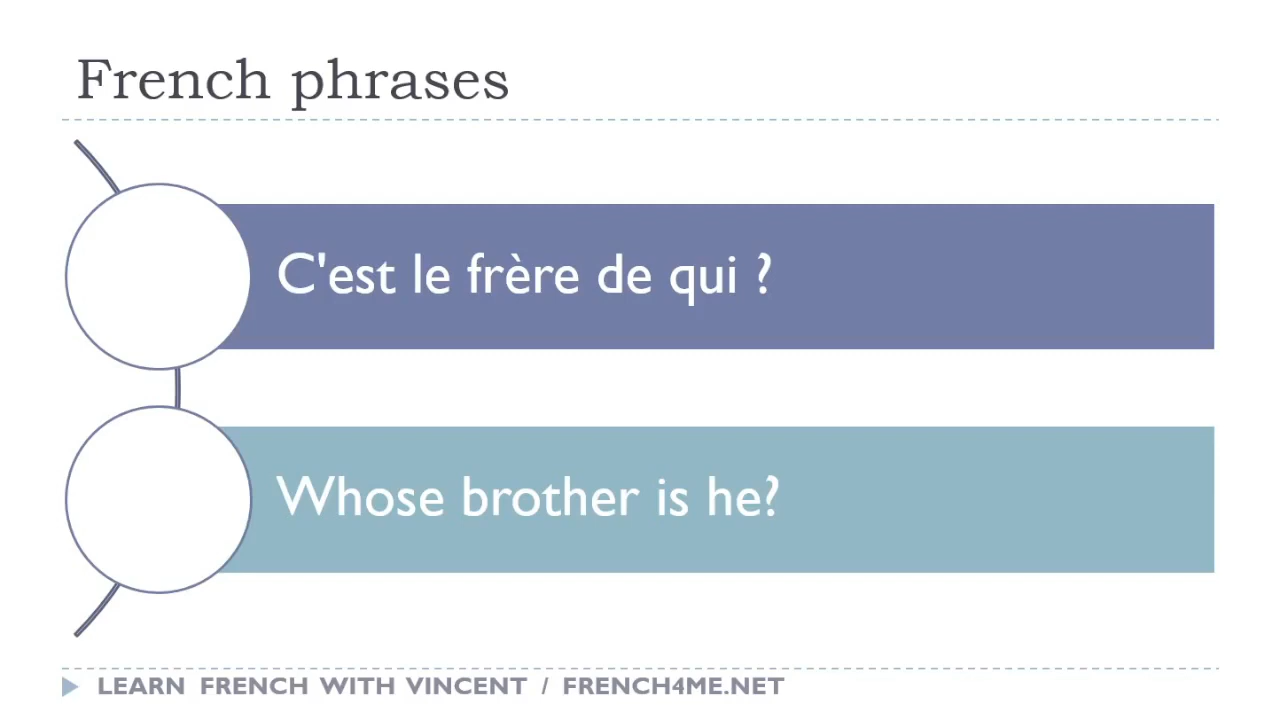 French phrases
C'est le frère de qui ?
Whose brother is he?
LEARN FRENCH WITH VINCENT / FRENCH4ME.NET